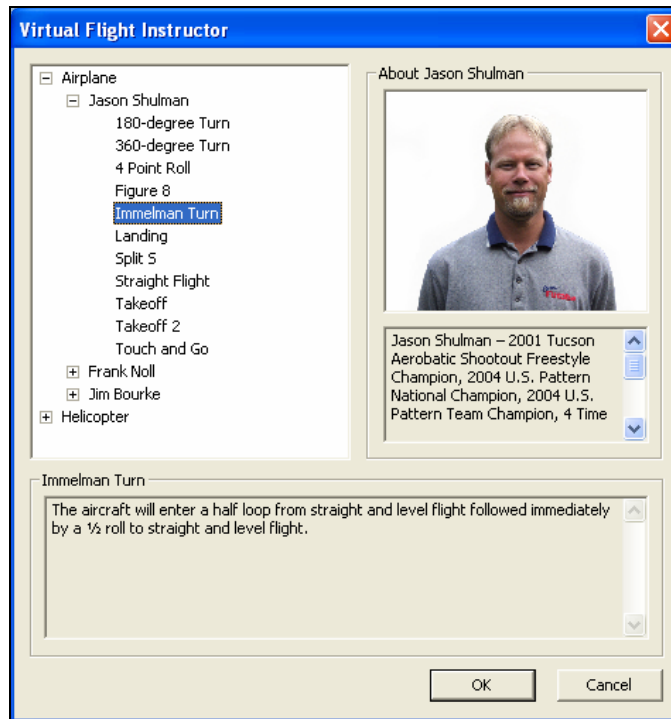 Virtual Flight Instructor
Airplane
Jason Shulman
180-degree Turn
360-degree Turn
4 Point Roll
Figure 8
Immelman Turn
Landing
Split S
Straight Flight
Takeoff
Takeoff 2
Touch and Go
Frank Noll
Jim Bourke
Helicopter
About Jason Shulman
Jason Shulman – 2001 Tucson
Aerobatic Shootout Freestyle
Champion, 2004 U.S. Pattern
National Champion, 2004 U.S.
Pattern Team Champion, 4 Time
Immelman Turn
The aircraft will enter a half loop from straight and level flight followed immediately
by a ½ roll to straight and level flight.
OK
Cancel